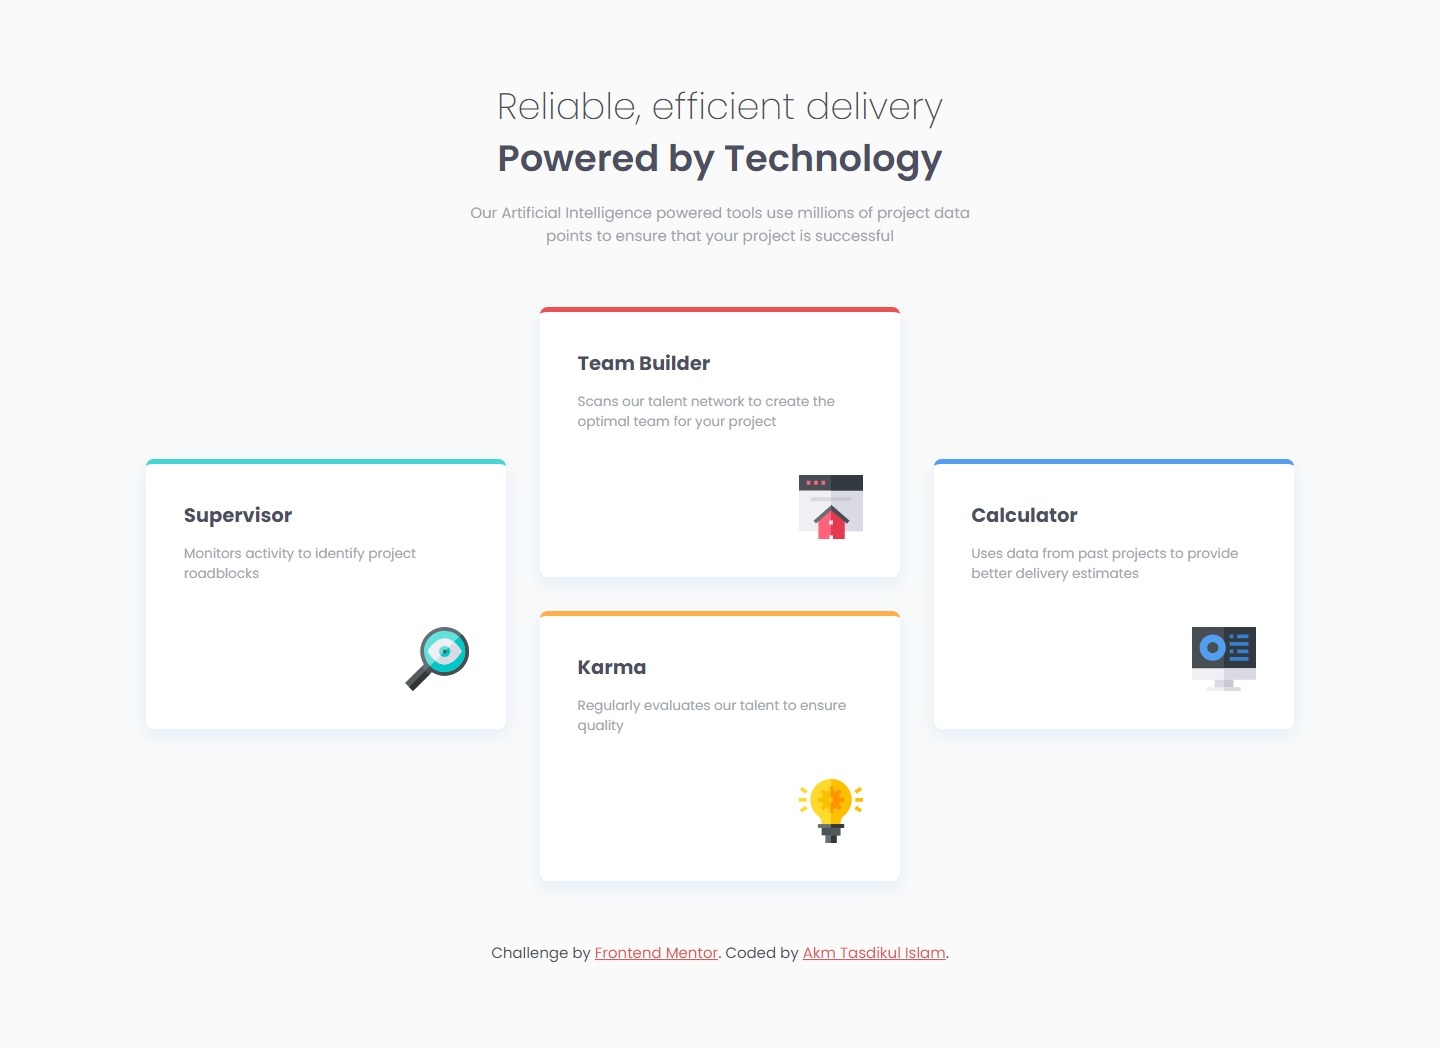 Reliable, efficient delivery
Powered by Technology
Our Artificial Intelligence powered tools use millions of project data
points to ensure that your project is successful
Team Builder
Scans our talent network to create the
optimal team for your project
Supervisor
Monitors activity to identify project
roadblocks
Calculator
Uses data from past projects to provide
better delivery estimates
Karma
Regularly evaluates our talent to ensure
quality
Challenge by Frontend Mentor. Coded by Akm Tasdikul Islam.